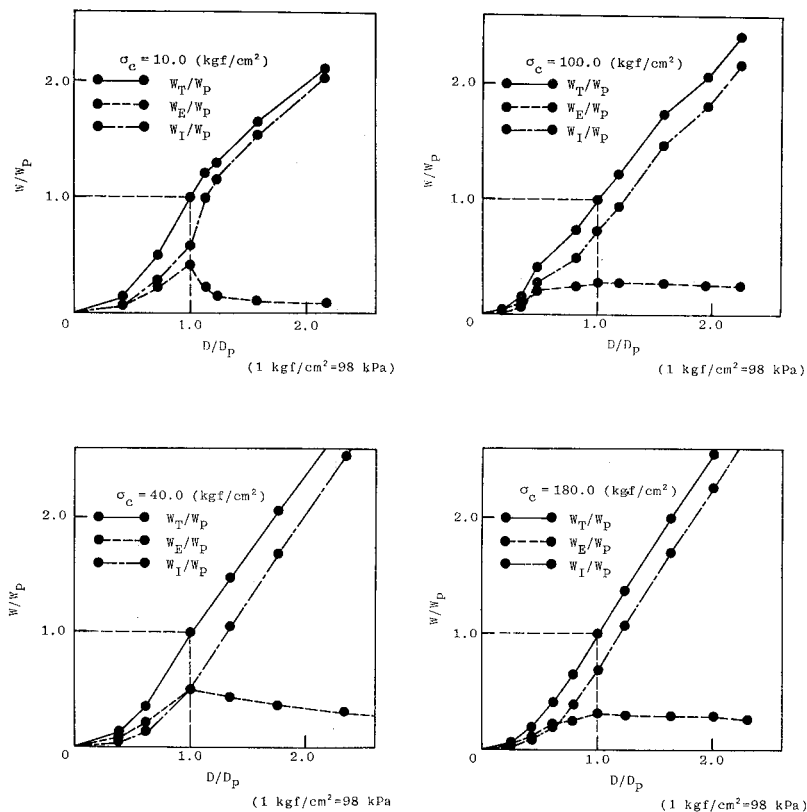 σc=10.0 (kgf/cm²)
WT/Wp
WE/Wp
WI/Wp
2.0
1.0
0
1.0
2.0
W/Wp
D/Dp
(1 kgf/cm²=98 kPa)
σc=100.0 (kgf/cm²)
WT/Wp
WE/Wp
WI/Wp
2.0
1.0
0
1.0
2.0
W/Wp
D/Dp
(1 kgf/cm²=98 kPa)
σc=40.0 (kgf/cm²)
WT/Wp
WE/Wp
WI/Wp
2.0
1.0
0
1.0
2.0
W/Wp
D/Dp
(1 kgf/cm²=98 kPa
σc=180.0 (kgf/cm²)
WT/Wp
WE/Wp
WI/Wp
2.0
1.0
0
1.0
2.0
W/Wp
D/Dp
(1 kgf/cm²=98 kPa)